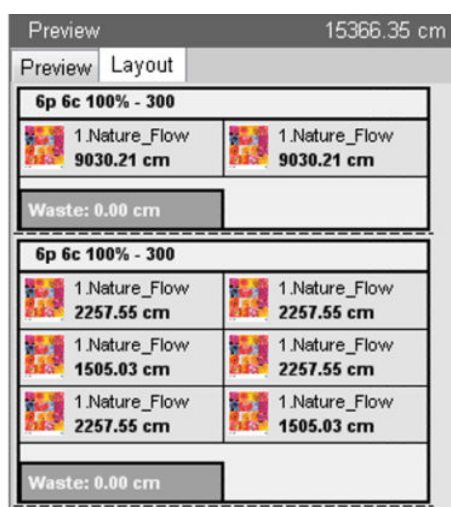 Preview 15366.35 cm
Preview Layout
6p 6c 100% - 300
1.Nature_Flow 1.Nature_Flow
9030.21 cm 9030.21 cm
Waste: 0.00 cm
6p 6c 100% - 300
1.Nature_Flow 1.Nature_Flow
2257.55 cm 2257.55 cm
1.Nature_Flow 1.Nature_Flow
1505.03 cm 2257.55 cm
1.Nature_Flow 1.Nature_Flow
2257.55 cm 1505.03 cm
Waste: 0.00 cm